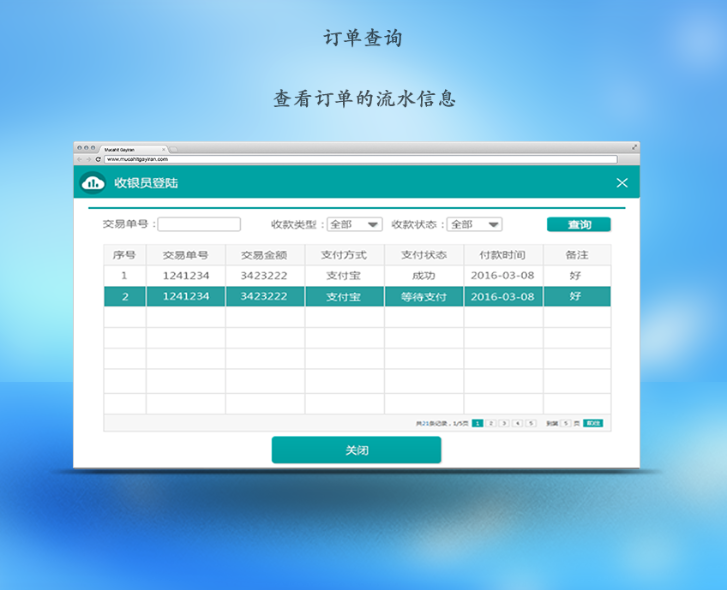 订单查询
查看订单的流水信息
Mucahit Gayran
www.mucahitgayran.com
收银员登陆
交易单号： 收款类型：全部 收款状态：全部 查询
序号 交易单号 交易金额 支付方式 支付状态 付款时间 备注
1 1241234 3423222 支付宝 成功 2016-03-08 好
2 1241234 3423222 支付宝 等待支付 2016-03-08 好
共21条记录，1/5页 1 2 3 4 5 到第 5 页
关闭